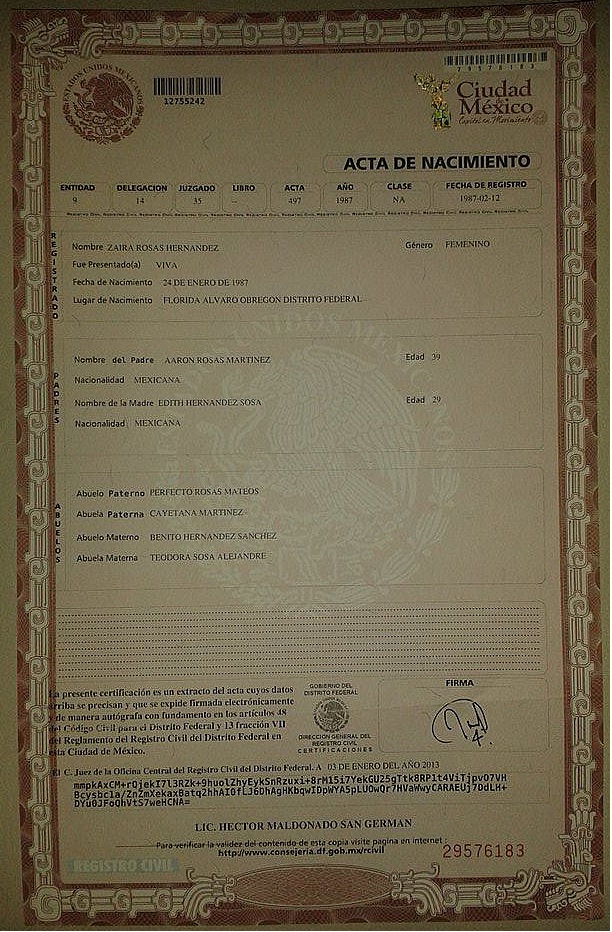 ESTADOS UNIDOS MEXICANOS
12755242
29576183
Ciudad
de
México
Capital en Movimiento
ACTA DE NACIMIENTO
ENTIDAD DELEGACION JUZGADO LIBRO ACTA AÑO CLASE FECHA DE REGISTRO
9 14 35 -- 497 1987 NA 1987-02-12
REGISTRADO
Nombre ZAIRA ROSAS HERNANDEZ Género FEMENINO
Fue Presentado(a) VIVA
Fecha de Nacimiento 24 DE ENERO DE 1987
Lugar de Nacimiento FLORIDA ALVARO OBREGON DISTRITO FEDERAL
PADRES
Nombre del Padre AARON ROSAS MARTINEZ Edad 39
Nacionalidad MEXICANA
Nombre de la Madre EDITH HERNANDEZ SOSA Edad 29
Nacionalidad MEXICANA
ABUELOS
Abuelo Paterno PERFECTO ROSAS MATEOS
Abuela Paterna CAYETANA MARTINEZ
Abuelo Materno BENITO HERNANDEZ SANCHEZ
Abuela Materna TEODORA SOSA ALEJANDRE
La presente certificación es un extracto del acta cuyos datos
arriba se precisan y que se expide firmada electrónicamente
y de manera autógrafa con fundamento en los artículos 48
del Código Civil para el Distrito Federal y 13 fracción VII
del Reglamento del Registro Civil del Distrito Federal en
esta Ciudad de México.
GOBIERNO DEL
DISTRITO FEDERAL
DIRECCION GENERAL DEL
REGISTRO CIVIL
CERTIFICACIONES
FIRMA
El C. Juez de la Oficina Central del Registro Civil del Distrito Federal. A 03 DE ENERO DEL AÑO 2013
mmpkAxCM+rQjekI7l3RZk+9huolZhyEykSnRzuxi+8rM15i7YekGU25gTtk8RP1t4ViTjpvO7VH
8cysbc1a/ZnZmXekaxBatq2hhAI0fLJ6DhAgHKbqwIDpWYA5pLUOwQr7HVaWwyCARAEUj7DdLH+
DYu0JFoQhVtS7weHCNA=
LIC. HECTOR MALDONADO SAN GERMAN
Para verificar la validez del contenido de esta copia visite pagina en internet :
http://www.consejeria.df.gob.mx/rcivil
29576183
REGISTRO CIVIL